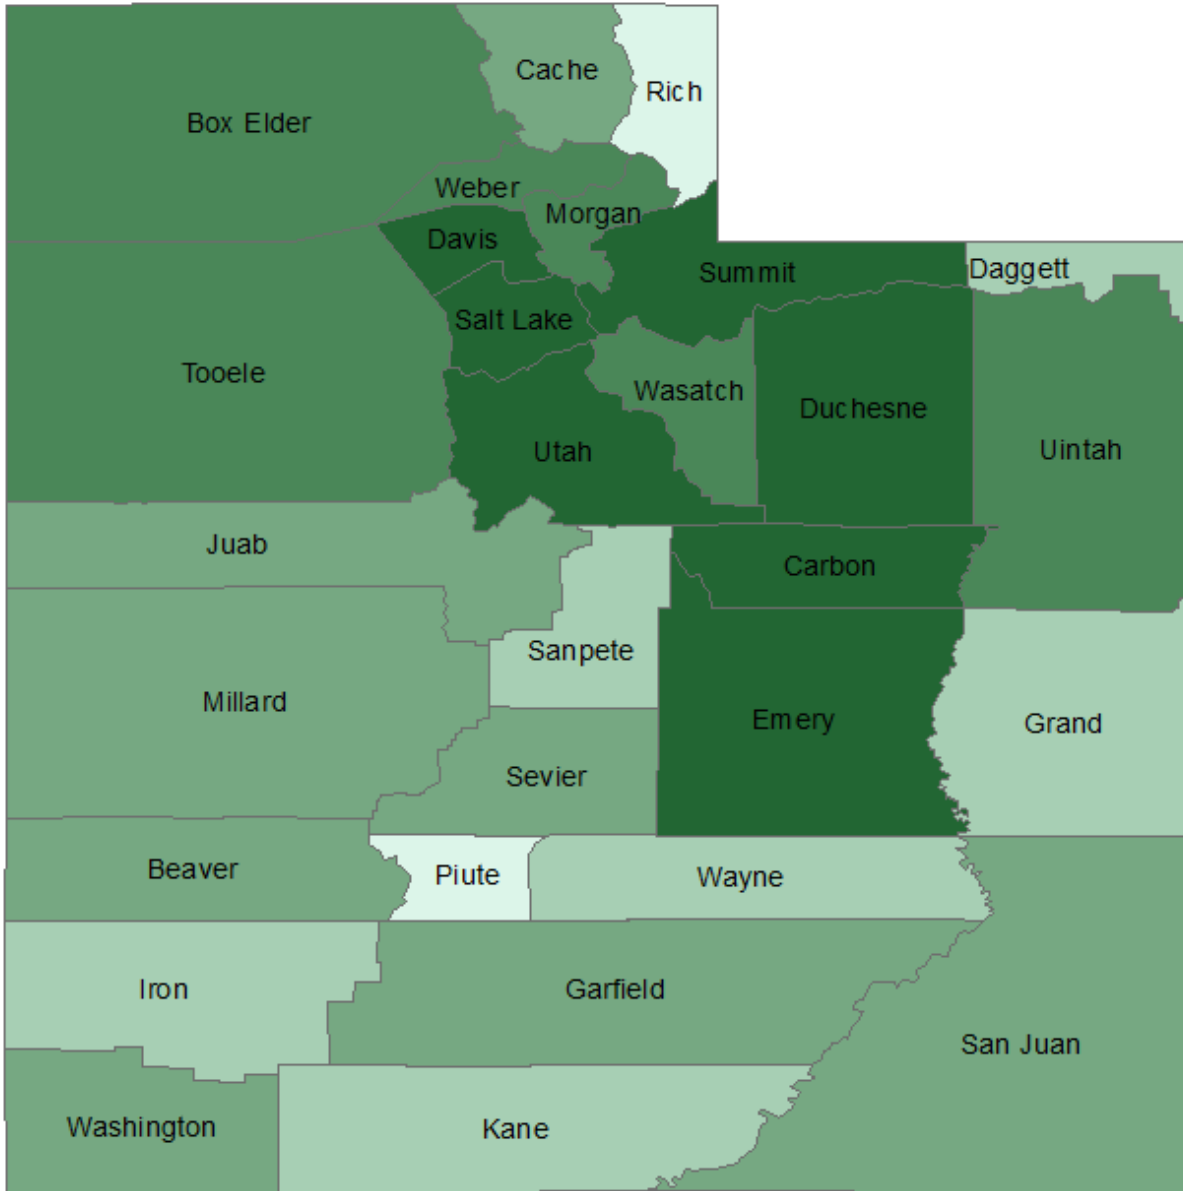 Cache
Rich
Box Elder
Weber
Morgan
Davis
Summit
Daggett
Salt Lake
Tooele
Wasatch
Duchesne
Utah
Uintah
Juab
Carbon
Sanpete
Millard
Emery
Grand
Sevier
Beaver
Piute
Wayne
Iron
Garfield
San Juan
Washington
Kane